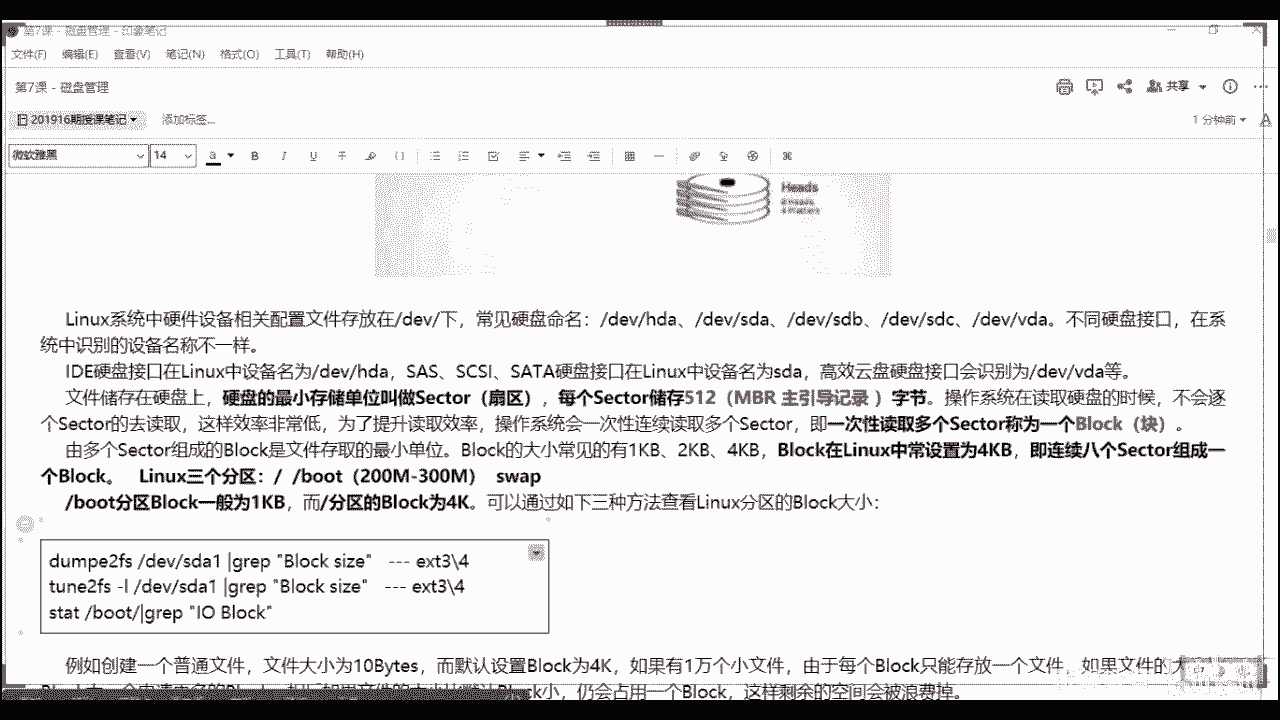 第7课 - 磁盘管理 - 印象笔记
文件(F) 编辑(E) 查看(V) 笔记(N) 格式(O) 工具(T) 帮助(H)
第7课 - 磁盘管理
共享
201916期授课笔记 添加标签...
1 分钟前
微软雅黑 14
Heads
Linux系统中硬件设备相关配置文件存放在/dev/下，常见硬盘命名：/dev/hda、/dev/sda、/dev/sdb、/dev/sdc、/dev/vda。不同硬盘接口，在系
统中识别的设备名称不一样。
IDE硬盘接口在Linux中设备名为/dev/hda，SAS、SCSI、SATA硬盘接口在Linux中设备名为sda，高效云盘硬盘接口会识别为/dev/vda等。
文件储存在硬盘上，硬盘的最小存储单位叫做Sector（扇区），每个Sector储存512（MBR 主引导记录 ）字节。操作系统在读取硬盘的时候，不会逐
个Sector的去读取，这样效率非常低，为了提升读取效率，操作系统会一次性连续读取多个Sector，即一次性读取多个Sector称为一个Block（块）。
由多个Sector组成的Block是文件存取的最小单位。Block的大小常见的有1KB、2KB、4KB，Block在Linux中常设置为4KB，即连续八个Sector组成一
个Block。 Linux三个分区：/ /boot（200M-300M） swap
/boot分区Block一般为1KB，而/分区的Block为4K。可以通过如下三种方法查看Linux分区的Block大小：
dumpe2fs /dev/sda1 |grep "Block size" --- ext3\4
tune2fs -l /dev/sda1 |grep "Block size" --- ext3\4
stat /boot/|grep "IO Block"
例如创建一个普通文件，文件大小为10Bytes，而默认设置Block为4K，如果有1万个小文件，由于每个Block只能存放一个文件，如果文件的大
小，仍会占用一个Block，这样剩余的空间会被浪费掉。